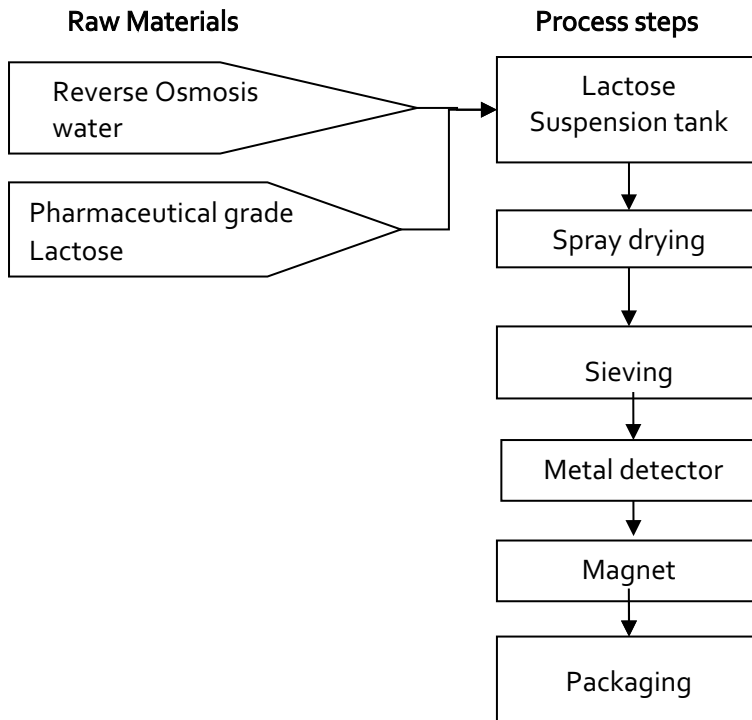 Raw Materials
Process steps
Reverse Osmosis
water
Pharmaceutical grade
Lactose
Lactose
Suspension tank
Spray drying
Sieving
Metal detector
Magnet
Packaging